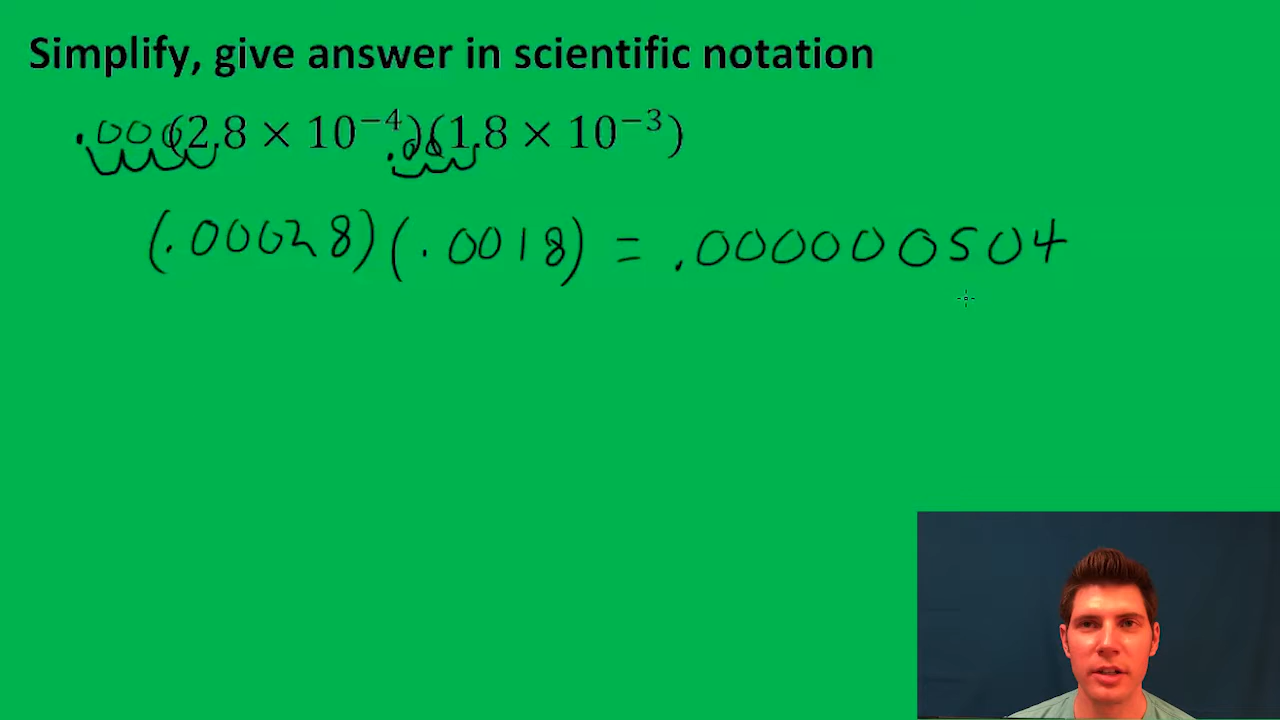 Simplify, give answer in scientific notation
.000(2.8 × 10⁻⁴)(1.8 × 10⁻³)
.00
(.00028)(.0018) = .000000504